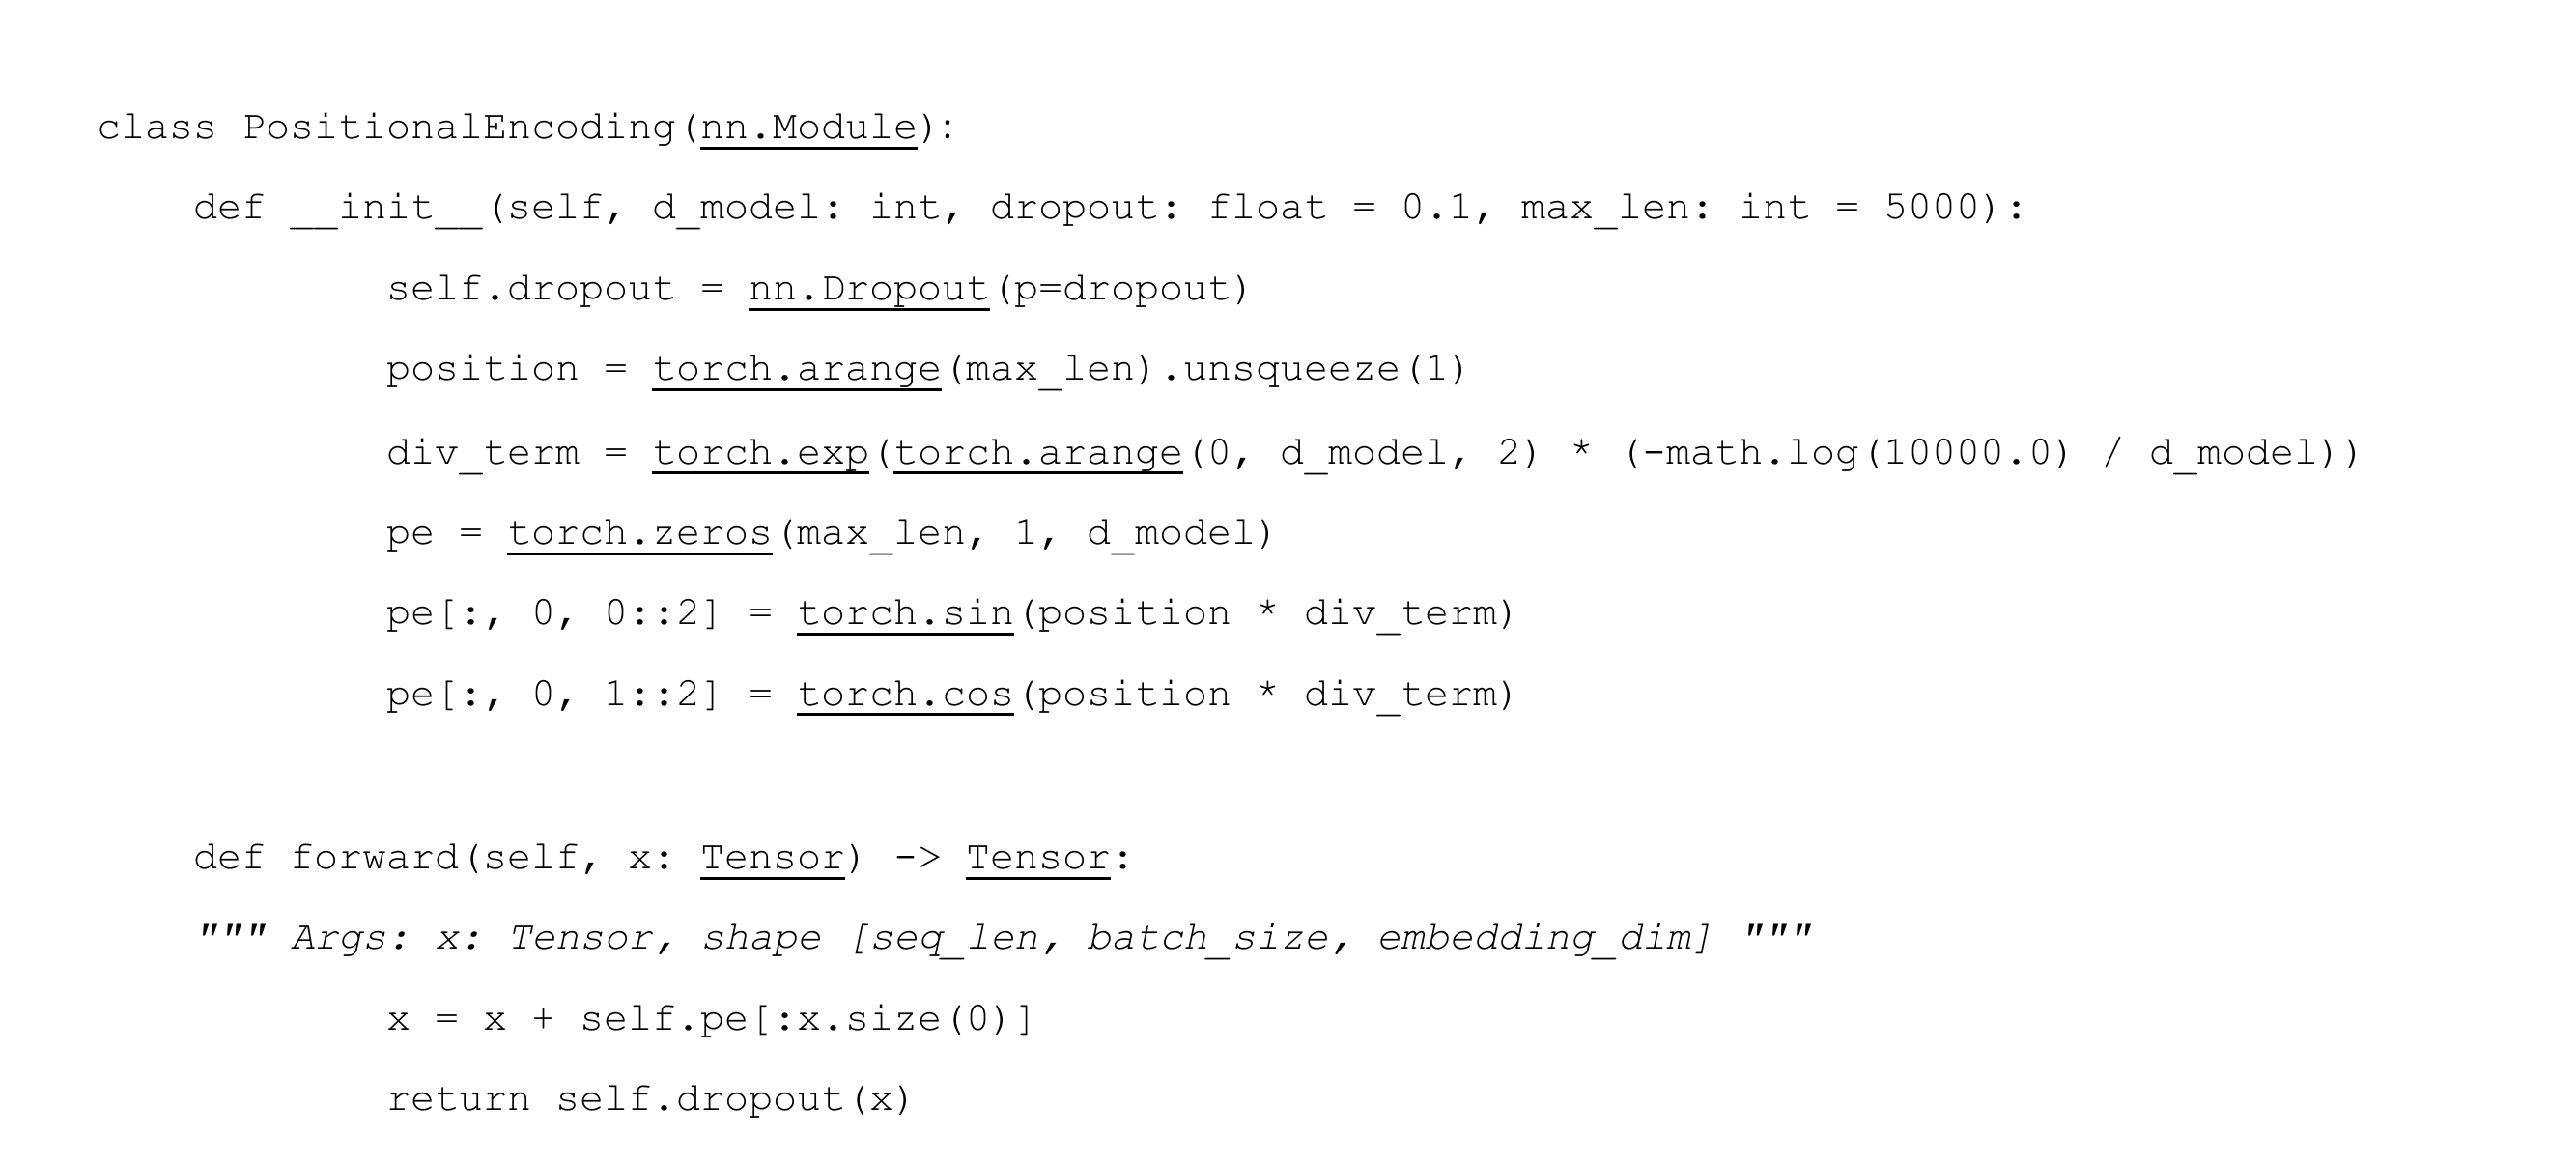 class PositionalEncoding(nn.Module):
def __init__(self, d_model: int, dropout: float = 0.1, max_len: int = 5000):
self.dropout = nn.Dropout(p=dropout)
position = torch.arange(max_len).unsqueeze(1)
div_term = torch.exp(torch.arange(0, d_model, 2) * (-math.log(10000.0) / d_model))
pe = torch.zeros(max_len, 1, d_model)
pe[:, 0, 0::2] = torch.sin(position * div_term)
pe[:, 0, 1::2] = torch.cos(position * div_term)
def forward(self, x: Tensor) -> Tensor:
""" Args: x: Tensor, shape [seq_len, batch_size, embedding_dim] """
x = x + self.pe[:x.size(0)]
return self.dropout(x)